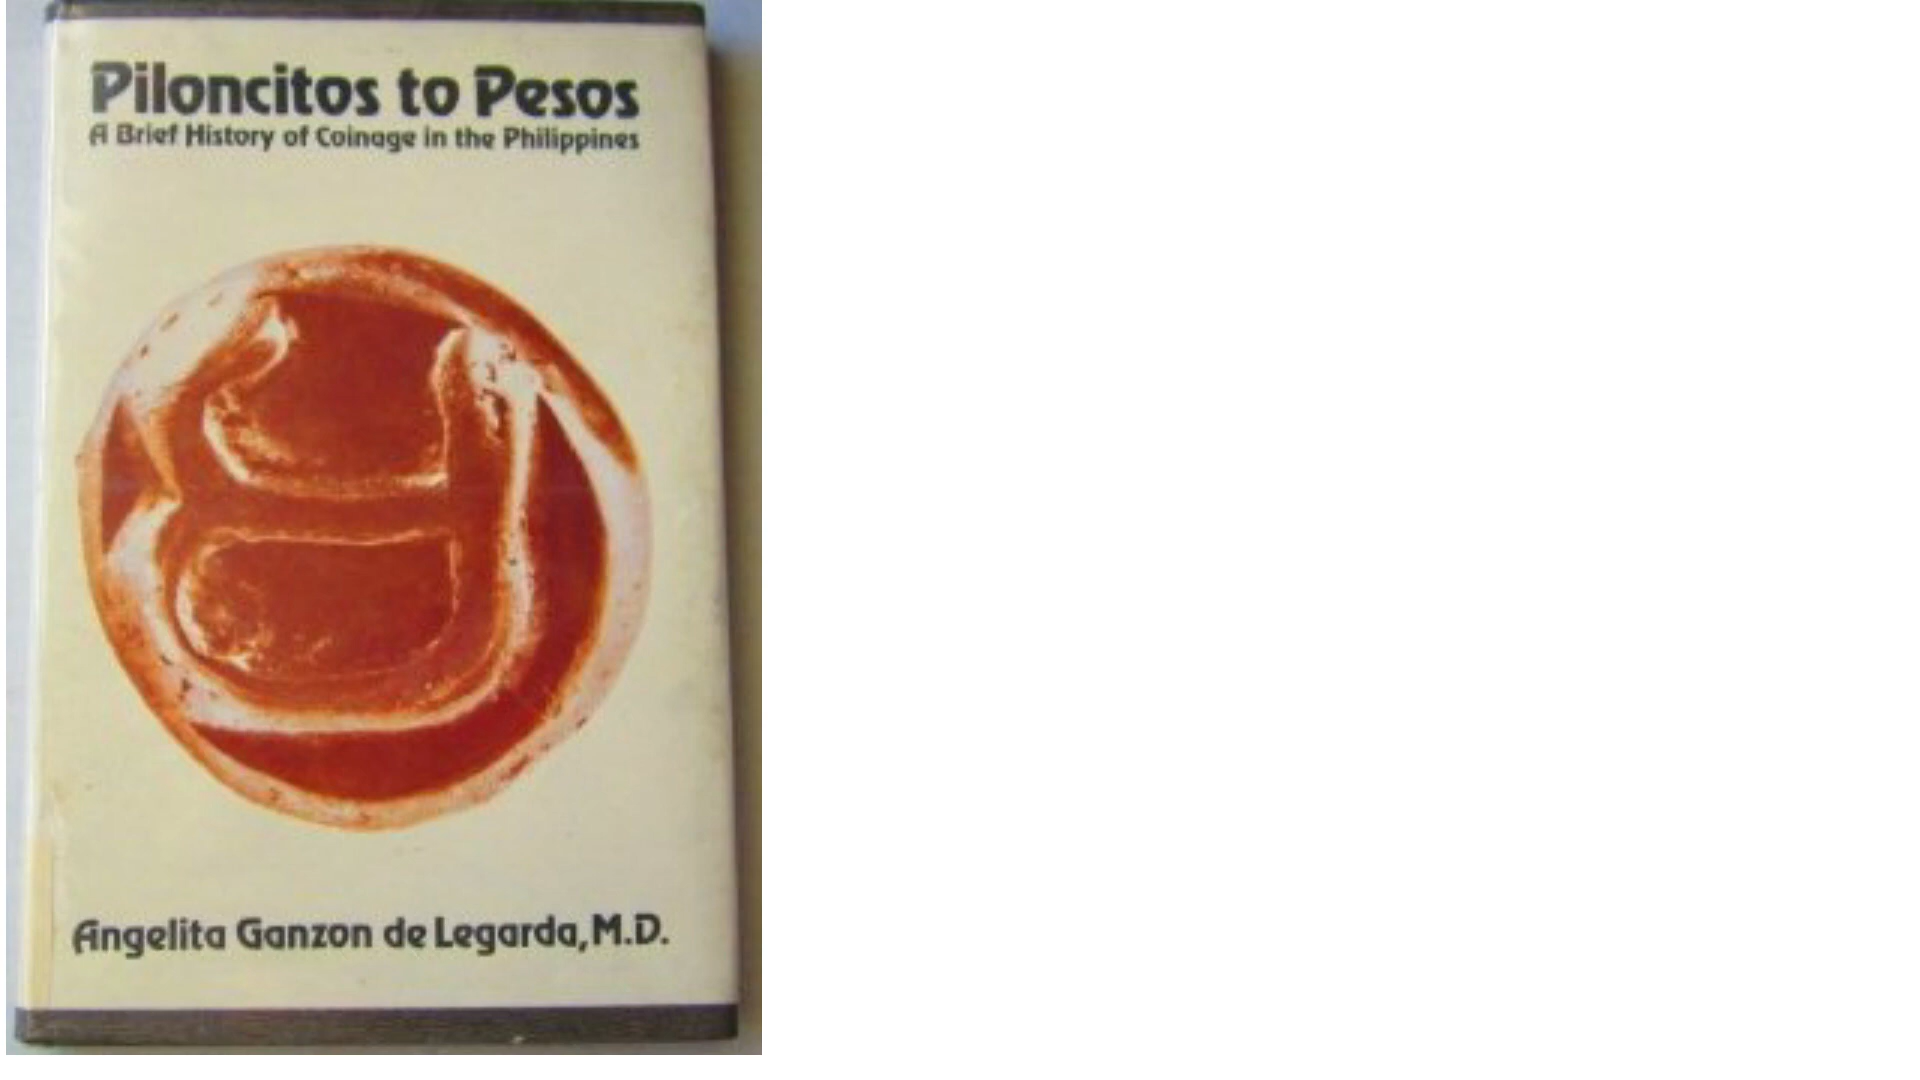 Piloncitos to Pesos
A Brief History of Coinage in the Philippines
Angelita Ganzon de Legarda, M.D.